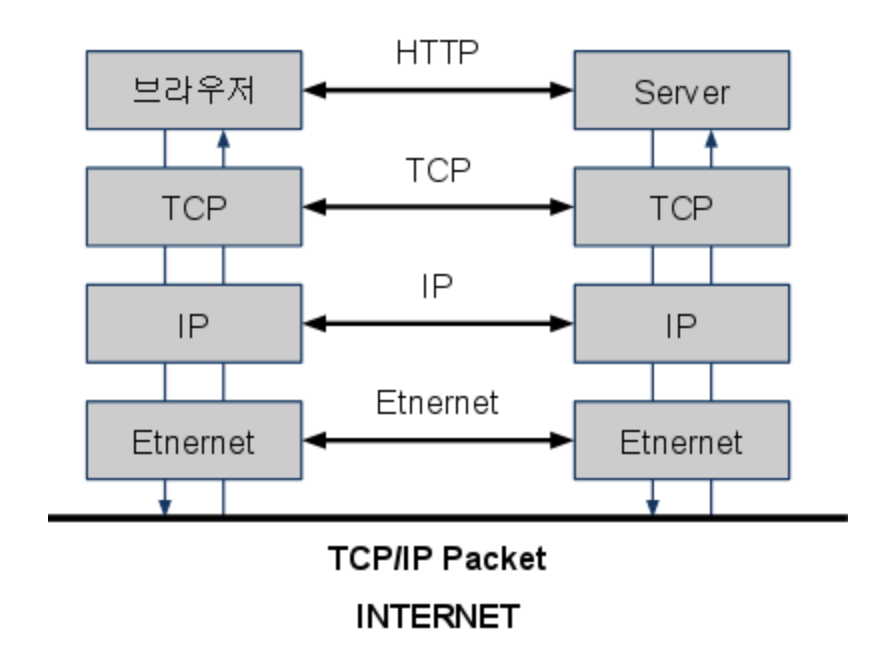 HTTP
브라우저
Server
TCP
TCP
TCP
IP
IP
IP
Etnernet
Etnernet
Etnernet
TCP/IP Packet
INTERNET